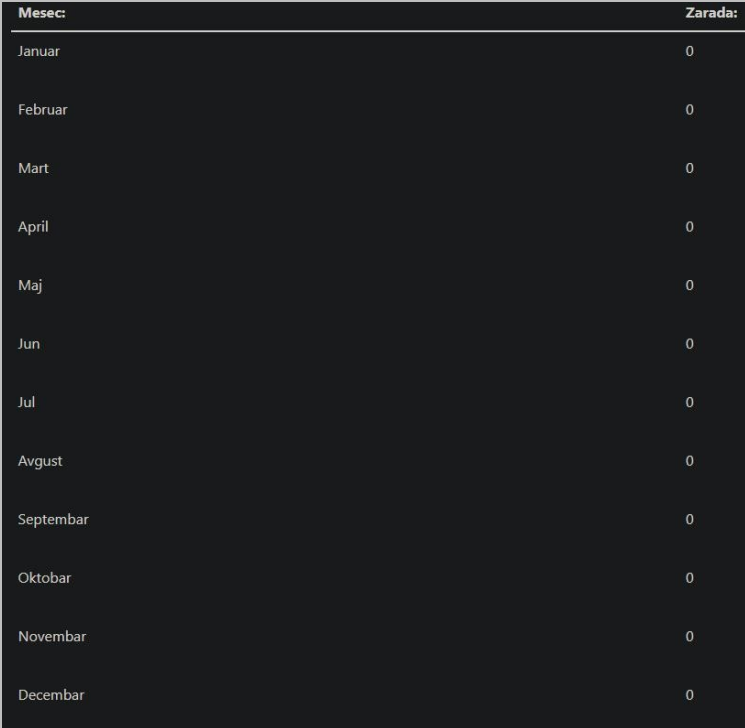 Mesec: Zarada:
Januar 0
Februar 0
Mart 0
April 0
Maj 0
Jun 0
Jul 0
Avgust 0
Septembar 0
Oktobar 0
Novembar 0
Decembar 0